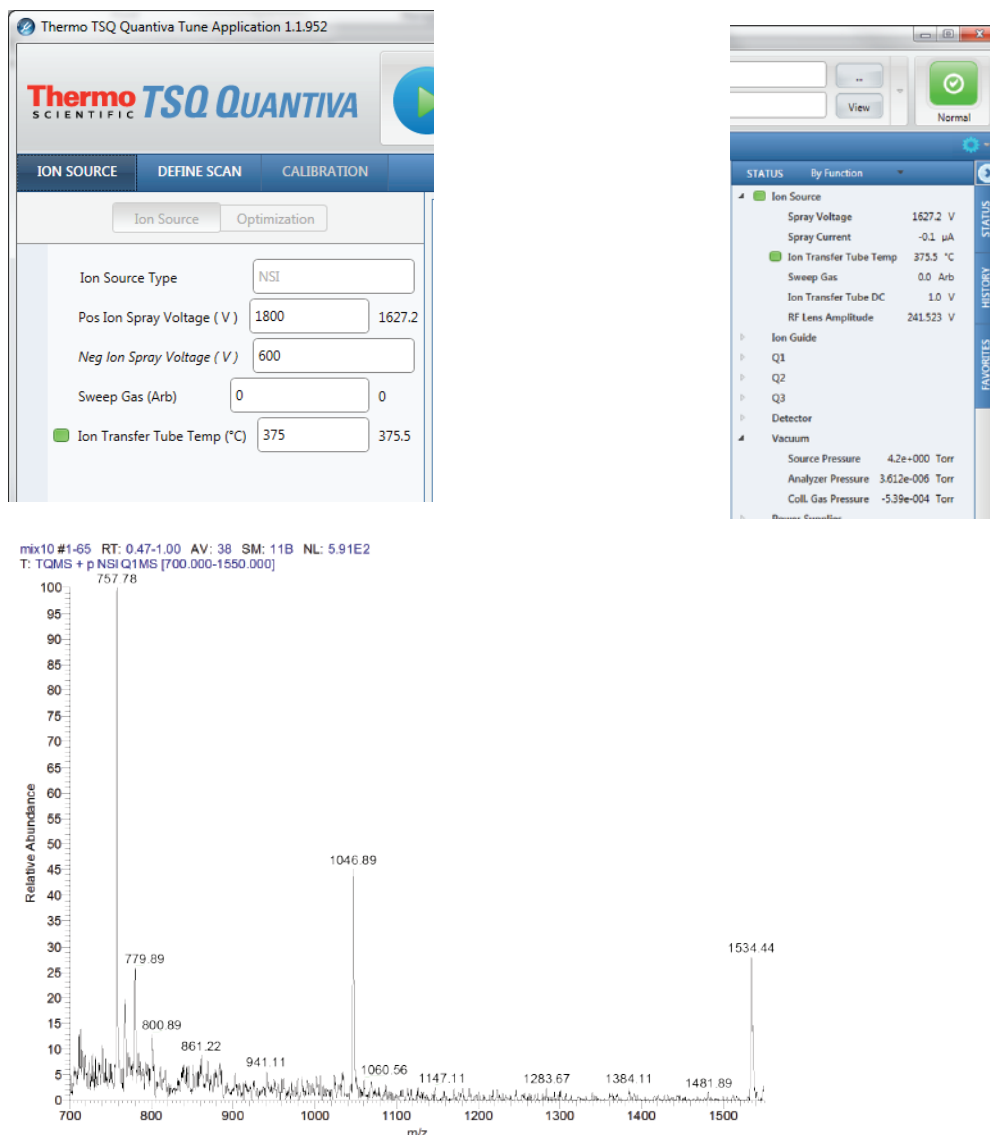 Thermo TSQ Quantiva Tune Application 1.1.952
Thermo
SCIENTIFIC
TSQ QUANTIVA
ION SOURCE DEFINE SCAN CALIBRATION
Ion Source Optimization
Ion Source Type NSI
Pos Ion Spray Voltage ( V ) 1800 1627.2
Neg Ion Spray Voltage ( V ) 600
Sweep Gas (Arb) 0 0
Ion Transfer Tube Temp (°C) 375 375.5
..
View
Normal
STATUS By Function
Ion Source
Spray Voltage 1627.2 V
Spray Current -0.1 µA
Ion Transfer Tube Temp 375.5 °C
Sweep Gas 0.0 Arb
Ion Transfer Tube DC 1.0 V
RF Lens Amplitude 241.523 V
Ion Guide
Q1
Q2
Q3
Detector
Vacuum
Source Pressure 4.2e+000 Torr
Analyzer Pressure 3.612e-006 Torr
Coll. Gas Pressure -5.39e-004 Torr
Power Supplies
STATUS
HISTORY
FAVORITES
mix10 #1-65 RT: 0.47-1.00 AV: 38 SM: 11B NL: 5.91E2
T: TQMS + p NSI Q1MS [700.000-1550.000]
757.78
100
95
90
85
80
75
70
65
60
55
50
45
40
35
30
25
20
15
10
5
0
Relative Abundance
1046.89
1534.44
779.89
800.89
861.22
941.11
1060.56
1147.11
1283.67
1384.11
1481.89
700 800 900 1000 1100 1200 1300 1400 1500
m/z